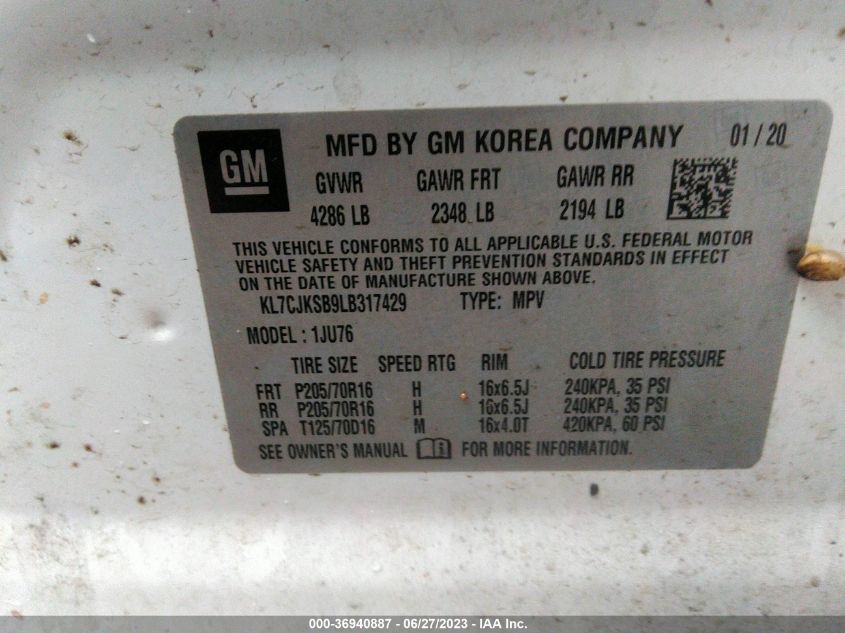 GM
MFD BY GM KOREA COMPANY 01/20
GVWR GAWR FRT GAWR RR
4286 LB 2348 LB 2194 LB
THIS VEHICLE CONFORMS TO ALL APPLICABLE U.S. FEDERAL MOTOR
VEHICLE SAFETY AND THEFT PREVENTION STANDARDS IN EFFECT
ON THE DATE OF MANUFACTURE SHOWN ABOVE.
KL7CJKSB9LB317429 TYPE: MPV
MODEL: 1JU76
TIRE SIZE SPEED RTG RIM COLD TIRE PRESSURE
FRT P205/70R16 H 16x6.5J 240KPA, 35 PSI
RR P205/70R16 H 16x6.5J 240KPA, 35 PSI
SPA T125/70D16 M 16x4.0T 420KPA, 60 PSI
SEE OWNER'S MANUAL FOR MORE INFORMATION.
000-36940887 - 06/27/2023 - IAA Inc.